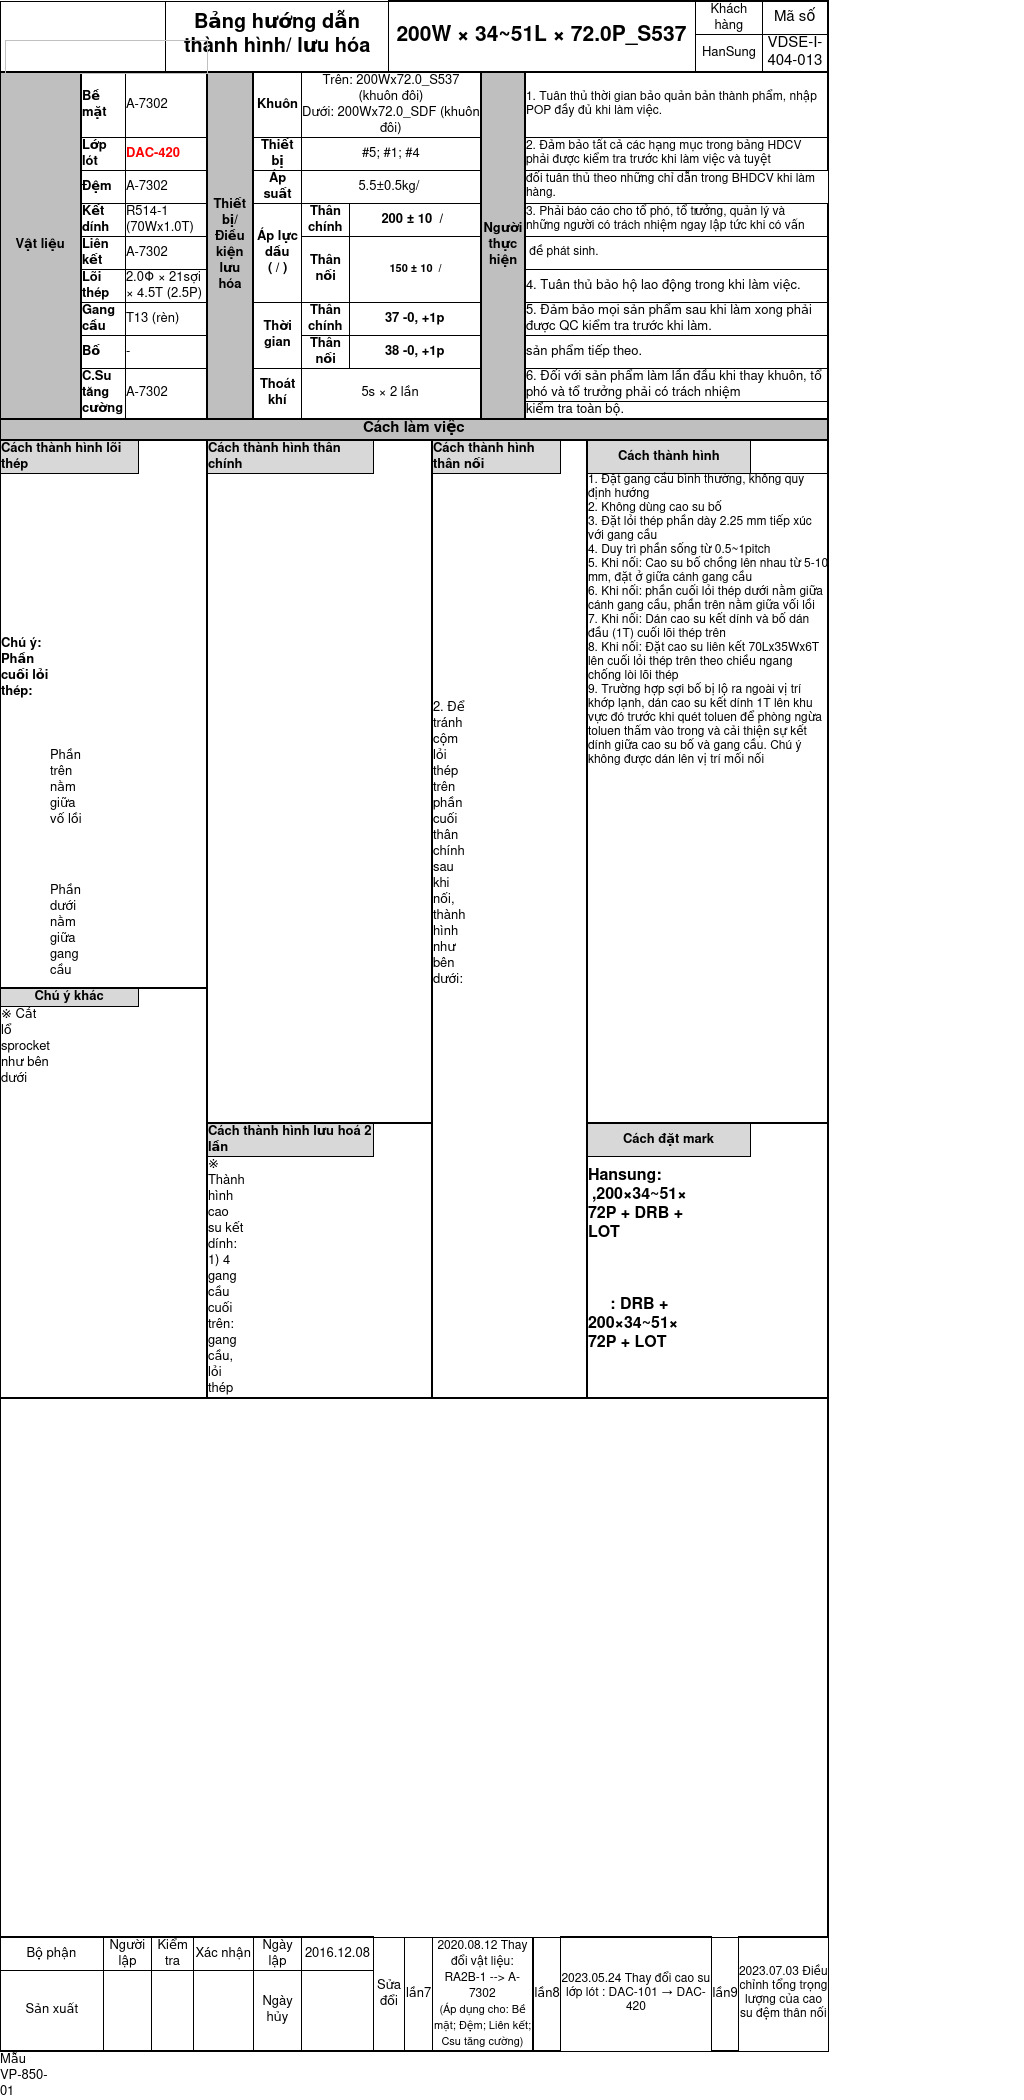 Bảng hướng dẫn
thành hình/ lưu hóa
200W × 34~51L × 72.0P_S537
Khách
hàng
Mã số
HanSung
VDSE-I-
404-013
Vật liệu
Bề
mặt
A-7302
Lớp
lót
DAC-420
Đệm
A-7302
Kết
dính
R514-1
(70Wx1.0T)
Liên
kết
A-7302
Lõi
thép
2.0Φ × 21sợi
× 4.5T (2.5P)
Gang
cầu
T13 (rèn)
Bố
-
C.Su
tăng
cường
A-7302
Thiết
bị/
Điều
kiện
lưu
hóa
Khuôn
Trên: 200Wx72.0_S537
(khuôn đôi)
Dưới: 200Wx72.0_SDF (khuôn
đôi)
Thiết
bị
#5; #1; #4
Áp
suất
5.5±0.5kg/
Áp lực
dầu
( / )
Thân
chính
200 ± 10  /
Thân
nối
150 ± 10  /
Thời
gian
Thân
chính
37 -0, +1p
Thân
nối
38 -0, +1p
Thoát
khí
5s × 2 lần
Người
thực
hiện
1. Tuân thủ thời gian bảo quản bán thành phẩm, nhập
POP đầy đủ khi làm việc.
2. Đảm bảo tất cả các hạng mục trong bảng HDCV
phải được kiểm tra trước khi làm việc và tuyệt
đối tuân thủ theo những chỉ dẫn trong BHDCV khi làm
hàng.
3. Phải báo cáo cho tổ phó, tổ trưởng, quản lý và
những người có trách nhiệm ngay lập tức khi có vấn
đề phát sinh.
4. Tuân thủ bảo hộ lao động trong khi làm việc.
5. Đảm bảo mọi sản phẩm sau khi làm xong phải
được QC kiểm tra trước khi làm.
sản phẩm tiếp theo.
6. Đối với sản phẩm làm lần đầu khi thay khuôn, tổ
phó và tổ trưởng phải có trách nhiệm
kiểm tra toàn bộ.
Cách làm việc
Cách thành hình lõi
thép
Chú ý:
Phần
cuối lỏi
thép:
Phần
trên
nằm
giữa
vố lồi
Phần
dưới
nằm
giữa
gang
cầu
Chú ý khác
※ Cắt
lổ
sprocket
như bên
dưới
Cách thành hình thân
chính
Cách thành hình lưu hoá 2
lần
※
Thành
hình
cao
su kết
dính:
1) 4
gang
cầu
cuối
trên:
gang
cầu,
lỏi
thép
Cách thành hình
thân nối
2. Để
tránh
cộm
lỏi
thép
trên
phần
cuối
thân
chính
sau
khi
nối,
thành
hình
như
bên
dưới:
Cách thành hình
1. Đặt gang cầu bình thường, không quy
định hướng
2. Không dùng cao su bố
3. Đặt lỏi thép phần dày 2.25 mm tiếp xúc
với gang cầu
4. Duy trì phần sống từ 0.5~1pitch
5. Khi nối: Cao su bố chồng lên nhau từ 5-10
mm, đặt ở giữa cánh gang cầu
6. Khi nối: phần cuối lỏi thép dưới nằm giữa
cánh gang cầu, phần trên nằm giữa vối lồi
7. Khi nối: Dán cao su kết dính và bố dán
đầu (1T) cuối lõi thép trên
8. Khi nối: Đặt cao su liên kết 70Lx35Wx6T
lên cuối lỏi thép trên theo chiều ngang
chống lòi lõi thép
9. Trường hợp sợi bố bị lộ ra ngoài vị trí
khớp lạnh, dán cao su kết dính 1T lên khu
vực đó trước khi quét toluen để phòng ngừa
toluen thấm vào trong và cải thiện sự kết
dính giữa cao su bố và gang cầu. Chú ý
không được dán lên vị trí mối nối
Cách đặt mark
Hansung:
,200×34~51×
72P + DRB +
LOT
: DRB +
200×34~51×
72P + LOT
Bộ phận
Người
lập
Kiểm
tra
Xác nhận
Ngày
lập
2016.12.08
Sản xuất
Ngày
hủy
Sửa
đổi
lần7
2020.08.12 Thay
đổi vật liệu:
RA2B-1 --> A-
7302
(Áp dụng cho: Bề
mặt; Đệm; Liên kết;
Csu tăng cường)
lần8
2023.05.24 Thay đổi cao su
lớp lót : DAC-101 → DAC-
420
lần9
2023.07.03 Điều
chỉnh tổng trọng
lượng của cao
su đệm thân nối
Mẫu
VP-850-
01